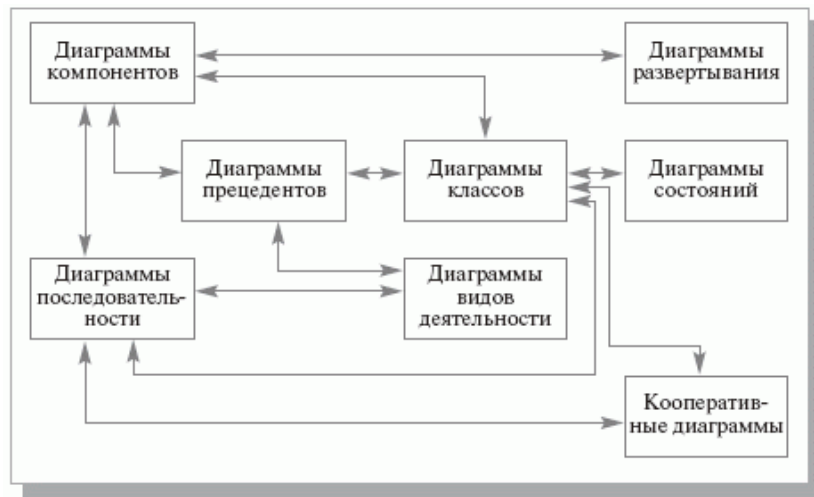 Диаграммы
компонентов
Диаграммы
развертывания
Диаграммы
прецедентов
Диаграммы
классов
Диаграммы
состояний
Диаграммы
последователь-
ности
Диаграммы
видов
деятельности
Кооператив-
ные диаграммы